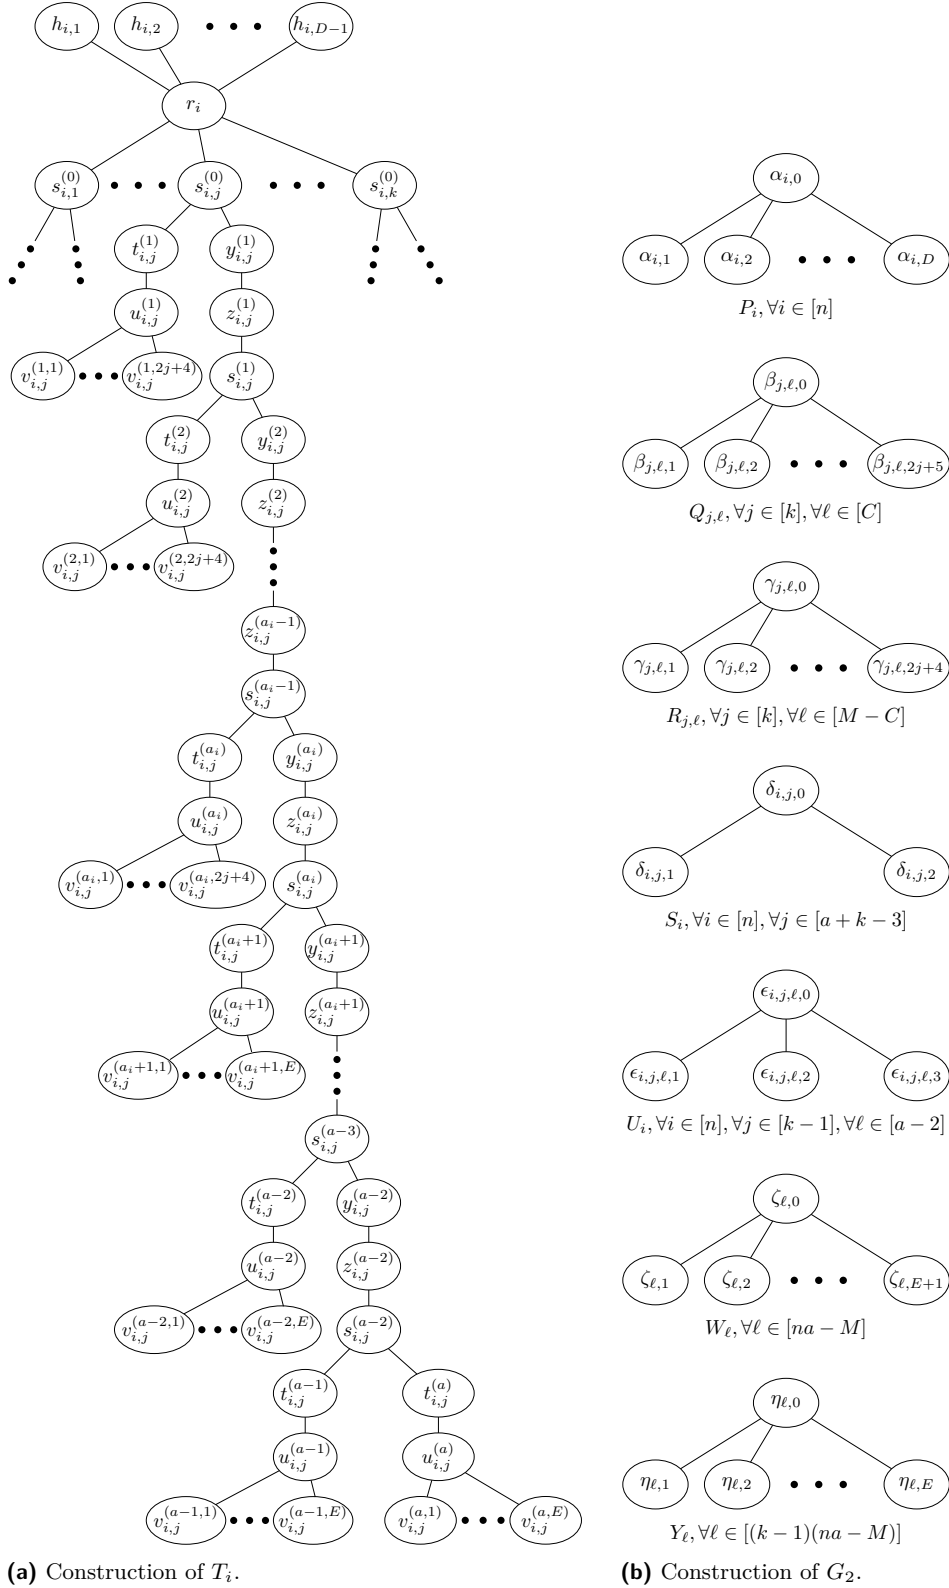 h_{i,1} h_{i,2} • • • h_{i,D−1}
r_i
s_{i,1}^{(0)} • • • s_{i,j}^{(0)} • • • s_{i,k}^{(0)}
t_{i,j}^{(1)} y_{i,j}^{(1)}
u_{i,j}^{(1)} z_{i,j}^{(1)}
v_{i,j}^{(1,1)} • • • v_{i,j}^{(1,2j+4)} s_{i,j}^{(1)}
t_{i,j}^{(2)} y_{i,j}^{(2)}
u_{i,j}^{(2)} z_{i,j}^{(2)}
v_{i,j}^{(2,1)} • • • v_{i,j}^{(2,2j+4)}
z_{i,j}^{(a_i−1)}
s_{i,j}^{(a_i−1)}
t_{i,j}^{(a_i)} y_{i,j}^{(a_i)}
u_{i,j}^{(a_i)} z_{i,j}^{(a_i)}
v_{i,j}^{(a_i,1)} • • • v_{i,j}^{(a_i,2j+4)} s_{i,j}^{(a_i)}
t_{i,j}^{(a_i+1)} y_{i,j}^{(a_i+1)}
u_{i,j}^{(a_i+1)} z_{i,j}^{(a_i+1)}
v_{i,j}^{(a_i+1,1)} • • • v_{i,j}^{(a_i+1,E)}
s_{i,j}^{(a−3)}
t_{i,j}^{(a−2)} y_{i,j}^{(a−2)}
u_{i,j}^{(a−2)} z_{i,j}^{(a−2)}
v_{i,j}^{(a−2,1)} • • • v_{i,j}^{(a−2,E)} s_{i,j}^{(a−2)}
t_{i,j}^{(a−1)} t_{i,j}^{(a)}
u_{i,j}^{(a−1)} u_{i,j}^{(a)}
v_{i,j}^{(a−1,1)} • • • v_{i,j}^{(a−1,E)} v_{i,j}^{(a,1)} • • • v_{i,j}^{(a,E)}
(a) Construction of T_i.
α_{i,0}
α_{i,1} α_{i,2} • • • α_{i,D}
P_i, ∀i ∈ [n]
β_{j,ℓ,0}
β_{j,ℓ,1} β_{j,ℓ,2} • • • β_{j,ℓ,2j+5}
Q_{j,ℓ}, ∀j ∈ [k], ∀ℓ ∈ [C]
γ_{j,ℓ,0}
γ_{j,ℓ,1} γ_{j,ℓ,2} • • • γ_{j,ℓ,2j+4}
R_{j,ℓ}, ∀j ∈ [k], ∀ℓ ∈ [M − C]
δ_{i,j,0}
δ_{i,j,1} δ_{i,j,2}
S_i, ∀i ∈ [n], ∀j ∈ [a + k − 3]
ϵ_{i,j,ℓ,0}
ϵ_{i,j,ℓ,1} ϵ_{i,j,ℓ,2} ϵ_{i,j,ℓ,3}
U_i, ∀i ∈ [n], ∀j ∈ [k − 1], ∀ℓ ∈ [a − 2]
ζ_{ℓ,0}
ζ_{ℓ,1} ζ_{ℓ,2} • • • ζ_{ℓ,E+1}
W_ℓ, ∀ℓ ∈ [na − M]
η_{ℓ,0}
η_{ℓ,1} η_{ℓ,2} • • • η_{ℓ,E}
Y_ℓ, ∀ℓ ∈ [(k − 1)(na − M)]
(b) Construction of G_2.